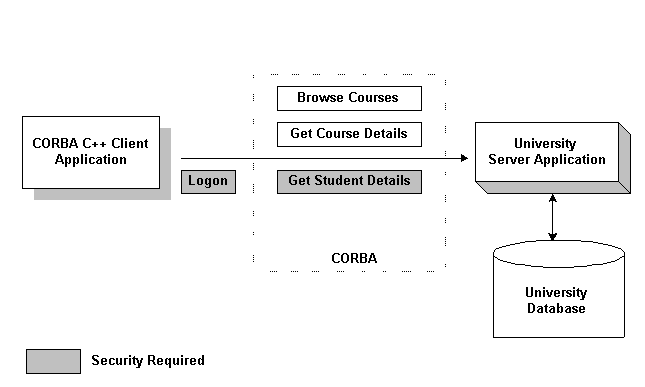 Browse Courses
CORBA C++ Client
Application
Get Course Details
University
Server Application
Logon
Get Student Details
CORBA
University
Database
Security Required